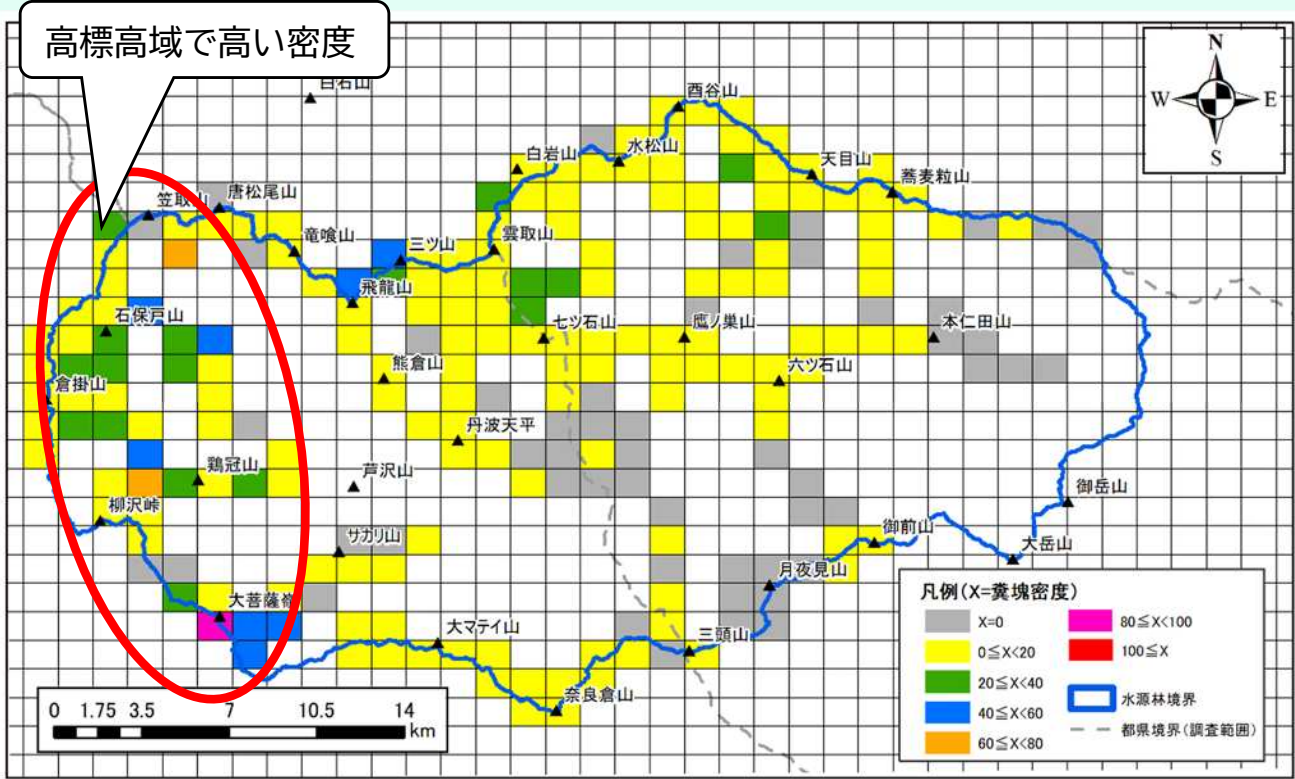 高標高域で高い密度
N
W E
S
白石山
酉谷山
水松山
白岩山
天目山
蕎麦粒山
笠取山
唐松尾山
竜喰山
三ツ山
雲取山
飛龍山
石保戸山
七ツ石山
鷹ノ巣山
本仁田山
熊倉山
六ツ石山
倉掛山
丹波天平
鶏冠山
芦沢山
御岳山
柳沢峠
サカリ山
御前山
大岳山
月夜見山
大菩薩嶺
大マテイ山
三頭山
奈良倉山
凡例(X=糞塊密度)
X=0
0≦X<20
20≦X<40
40≦X<60
60≦X<80
80≦X<100
100≦X
水源林境界
都県境界(調査範囲)
0 1.75 3.5 7 10.5 14
km